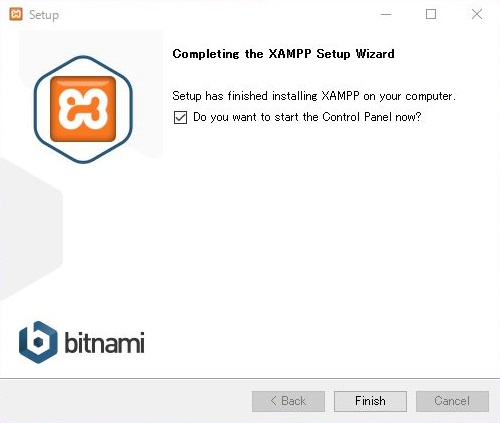 Setup
Completing the XAMPP Setup Wizard
Setup has finished installing XAMPP on your computer.
Do you want to start the Control Panel now?
bitnami
< Back
Finish
Cancel